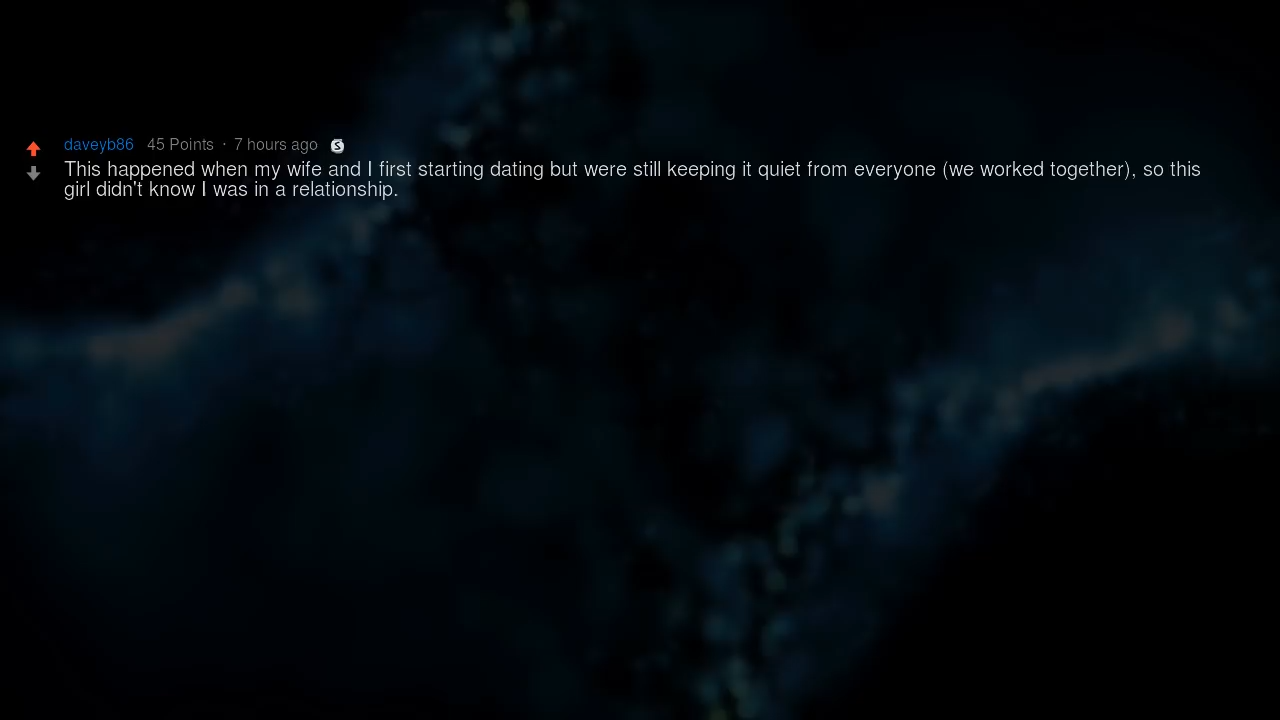 daveyb86 45 Points · 7 hours ago S
This happened when my wife and I first starting dating but were still keeping it quiet from everyone (we worked together), so this
girl didn't know I was in a relationship.